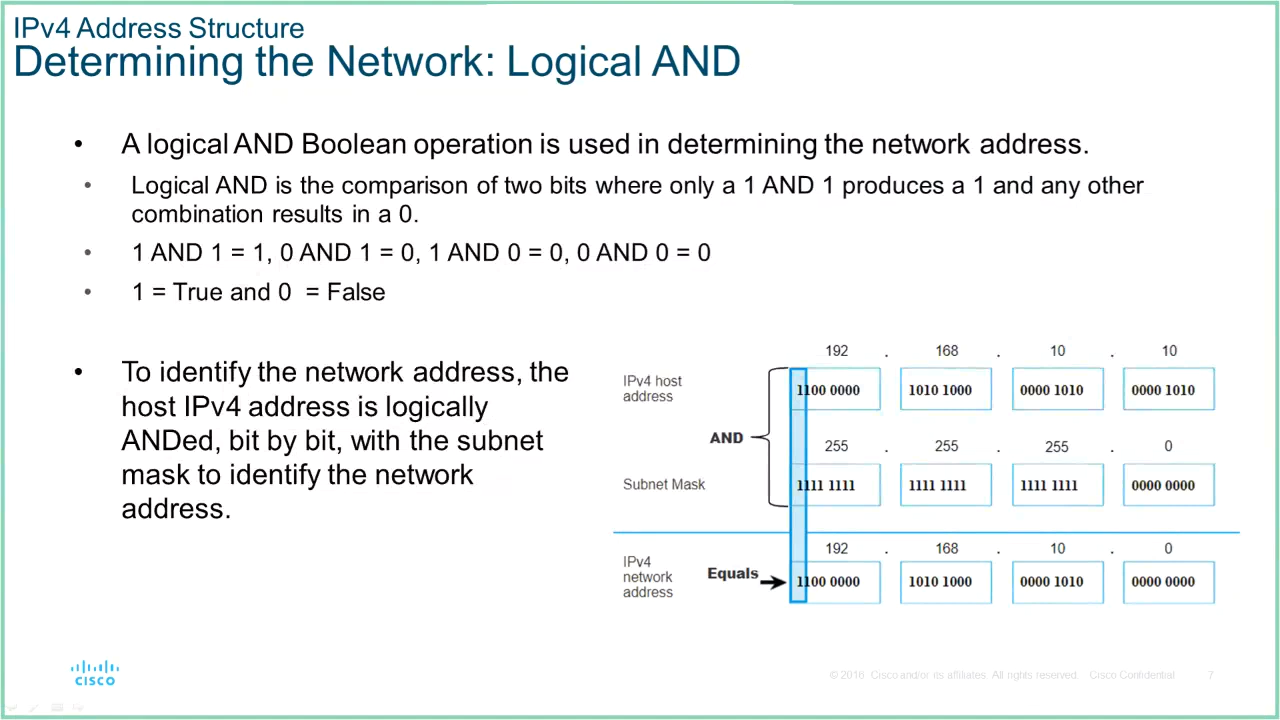 IPv4 Address Structure
Determining the Network: Logical AND
• A logical AND Boolean operation is used in determining the network address.
• Logical AND is the comparison of two bits where only a 1 AND 1 produces a 1 and any other
combination results in a 0.
• 1 AND 1 = 1, 0 AND 1 = 0, 1 AND 0 = 0, 0 AND 0 = 0
• 1 = True and 0 = False
• To identify the network address, the
host IPv4 address is logically
ANDed, bit by bit, with the subnet
mask to identify the network
address.
192 . 168 . 10 . 10
IPv4 host
address
1100 0000 1010 1000 0000 1010 0000 1010
AND
255 . 255 . 255 . 0
Subnet Mask 1111 1111 1111 1111 1111 1111 0000 0000
192 . 168 . 10 . 0
IPv4
network
address
Equals 1100 0000 1010 1000 0000 1010 0000 0000
CISCO
© 2016 Cisco and/or its affiliates. All rights reserved. Cisco Confidential 7